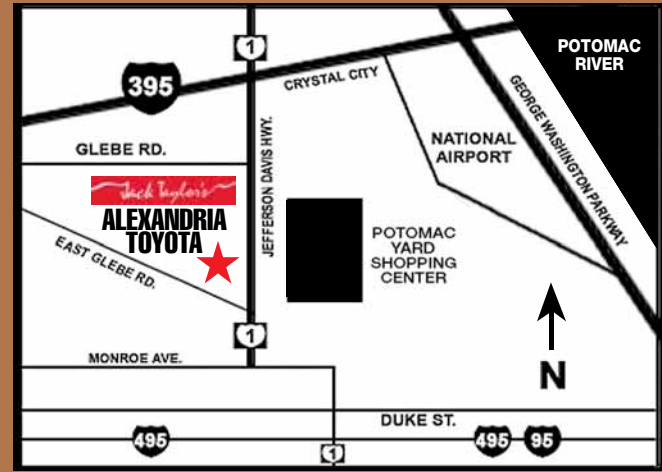 1
POTOMAC
RIVER
395
CRYSTAL CITY
GLEBE RD.
JEFFERSON DAVIS HWY.
NATIONAL
AIRPORT
GEORGE WASHINGTON PARKWAY
Jack Taylor's
ALEXANDRIA
TOYOTA
EAST GLEBE RD.
POTOMAC
YARD
SHOPPING
CENTER
1
MONROE AVE.
N
DUKE ST.
495
1
495
95